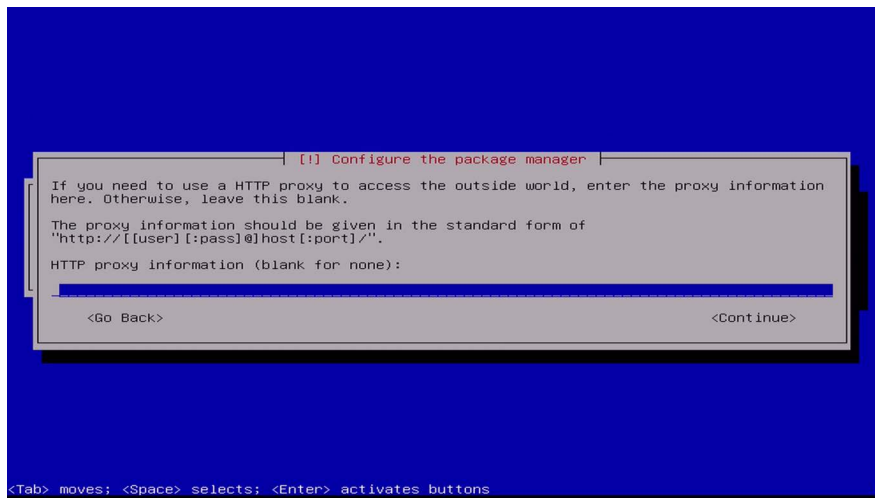 [!] Configure the package manager
If you need to use a HTTP proxy to access the outside world, enter the proxy information
here. Otherwise, leave this blank.
The proxy information should be given in the standard form of
"http://[[user][:pass]@]host[:port]/".
HTTP proxy information (blank for none):
<Go Back> <Continue>
<Tab> moves; <Space> selects; <Enter> activates buttons